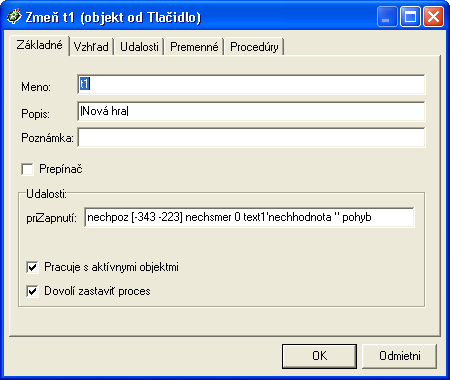 Zmeň t1 (objekt od Tlačidlo)
Základné Vzhľad Udalosti Premenné Procedúry
Meno: t1
Popis: |Nová hra|
Poznámka:
Prepínač
Udalosti:
priZapnutí: nechpoz [-343 -223] nechsmer 0 text1'nechhodnota " pohyb
Pracuje s aktívnymi objektmi
Dovolí zastaviť proces
OK Odmietni